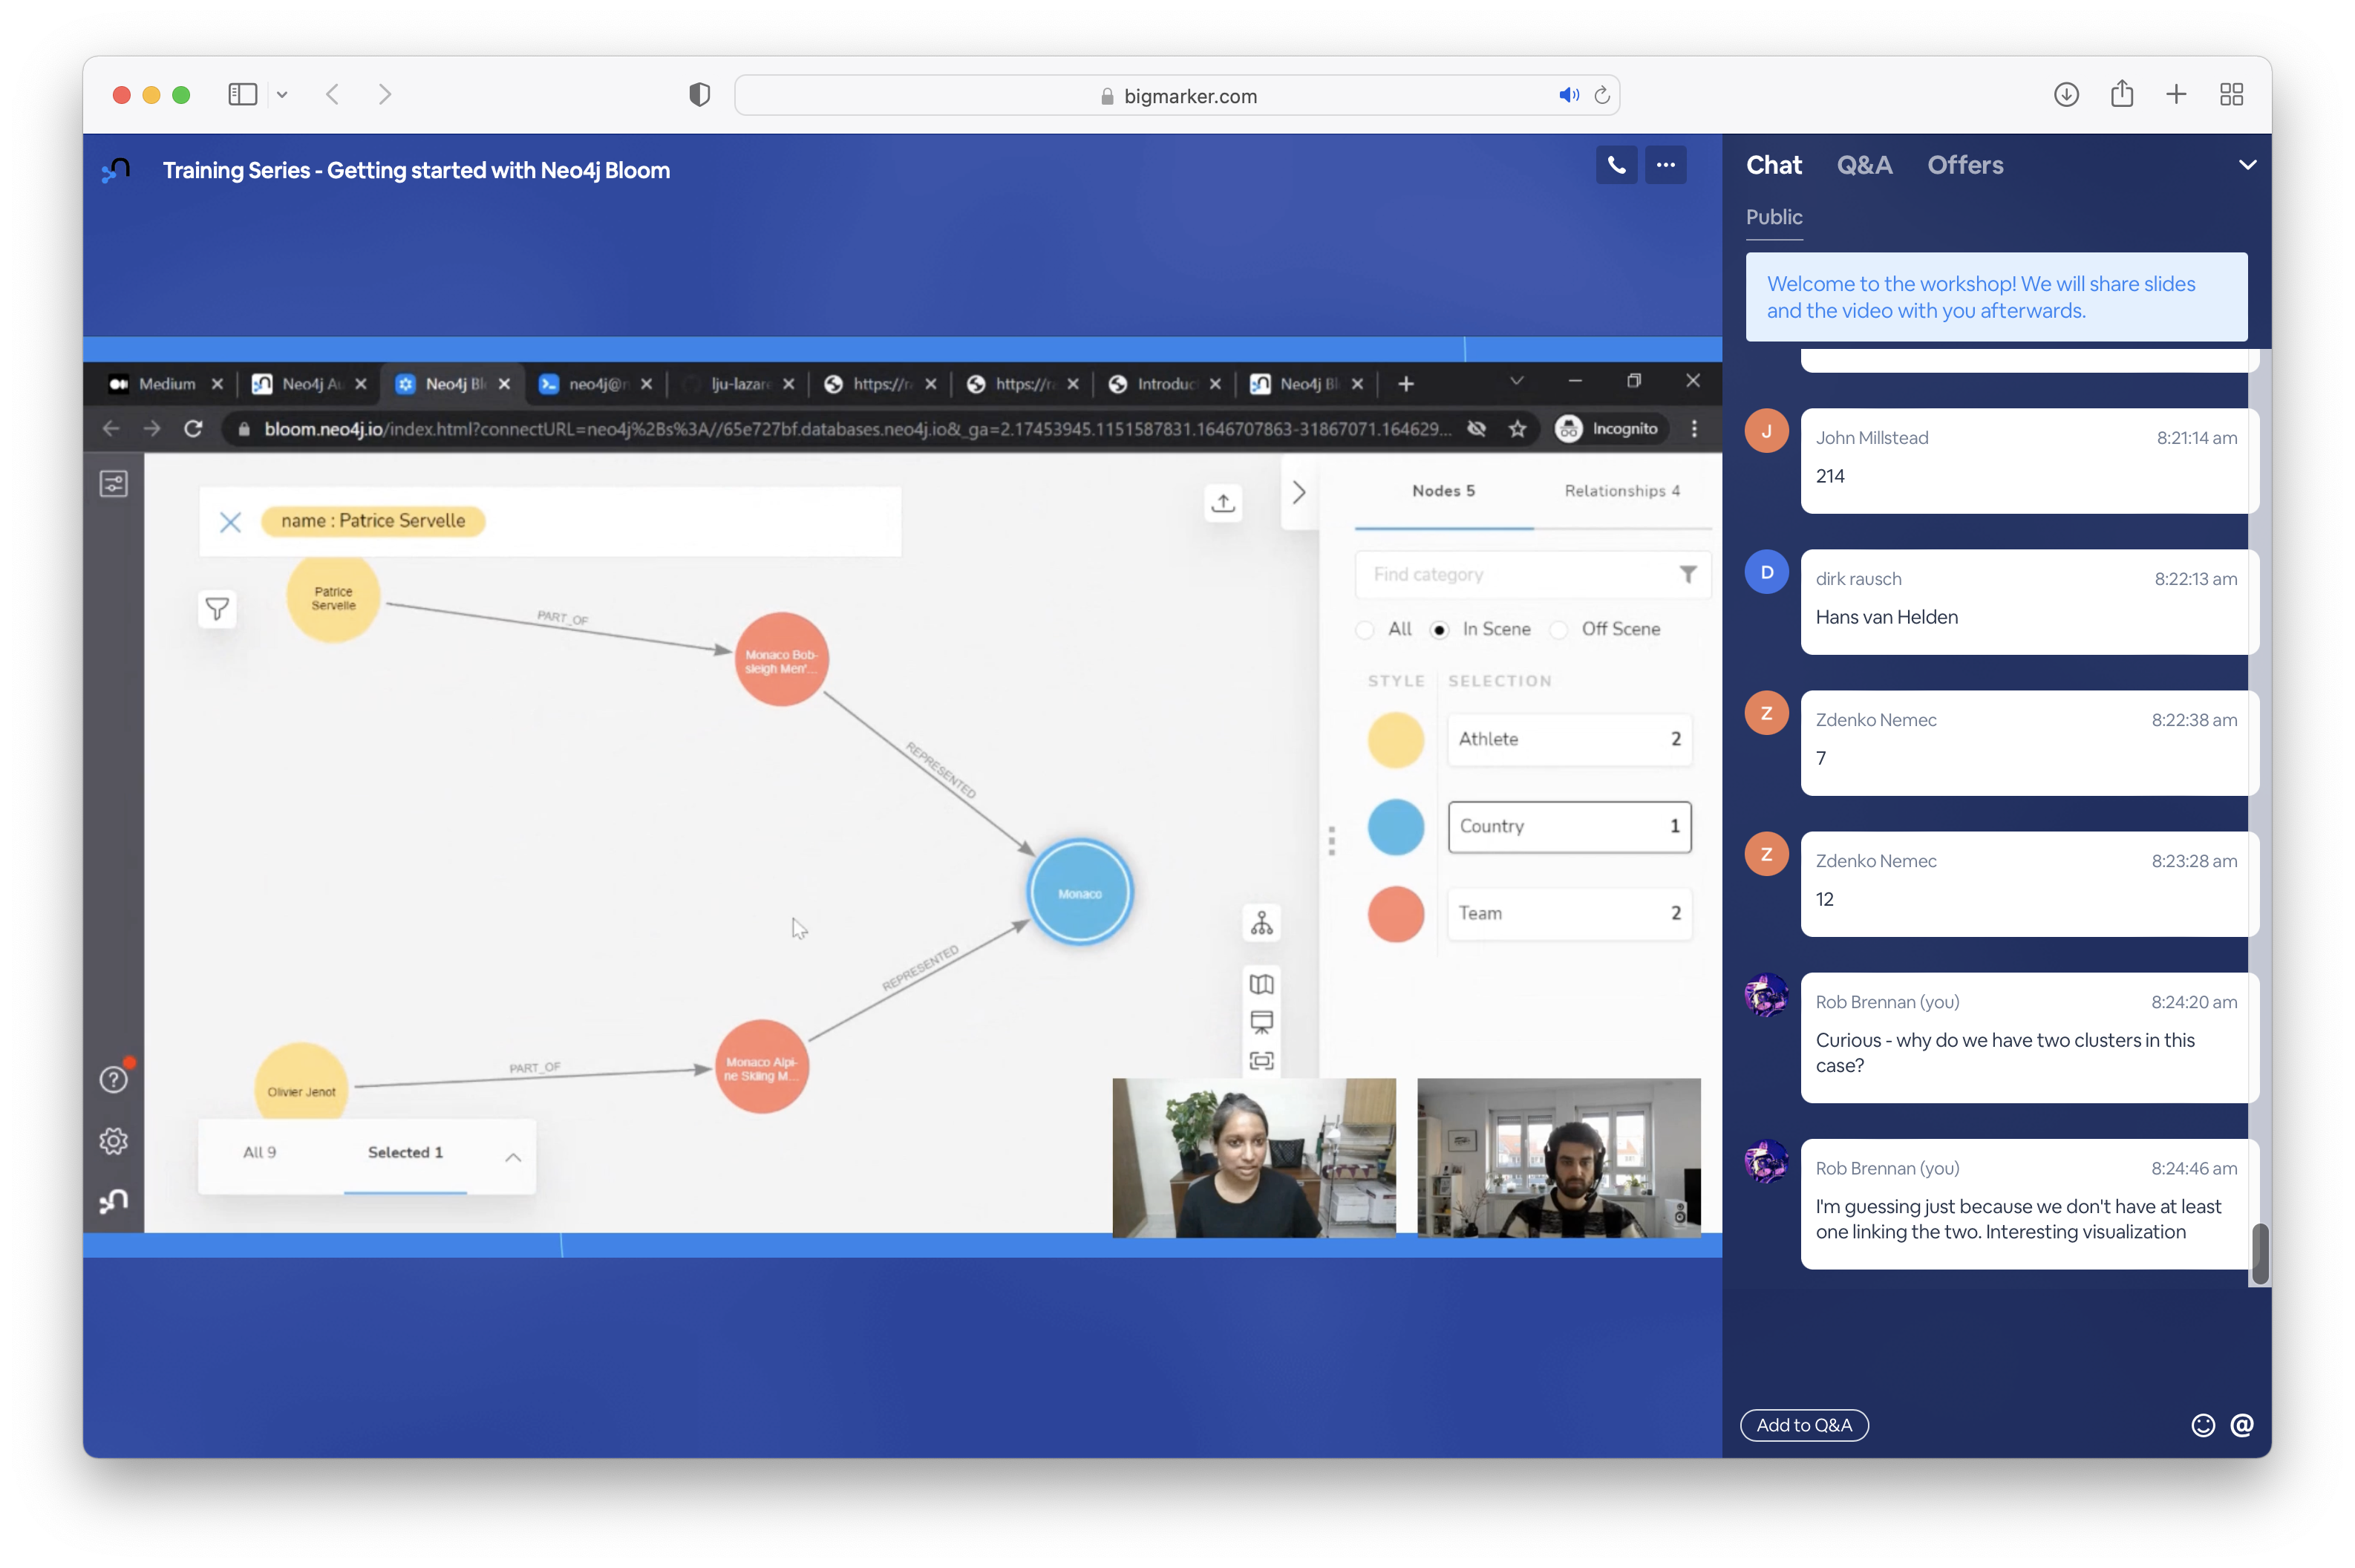 bigmarker.com
Training Series - Getting started with Neo4j Bloom
Medium
Neo4j Au
Neo4j Bl
neo4j@n
lju-lazare
https://ra
https://ra
Introduc
Neo4j Bl
bloom.neo4j.io/index.html?connectURL=neo4j%2Bs%3A//65e727bf.databases.neo4j.io&_ga=2.17453945.1151587831.1646707863-31867071.164629...
Incognito
name : Patrice Servelle
Patrice
Servelle
PART_OF
Monaco Bob-
sleigh Men'...
REPRESENTED
Monaco
REPRESENTED
Monaco Alpi-
ne Skiing M...
PART_OF
Olivier Jenot
All 9
Selected 1
Nodes 5
Relationships 4
Find category
All
In Scene
Off Scene
STYLE
SELECTION
Athlete 2
Country 1
Team 2
Chat
Q&A
Offers
Public
Welcome to the workshop! We will share slides
and the video with you afterwards.
J
John Millstead 8:21:14 am
214
D
dirk rausch 8:22:13 am
Hans van Helden
Z
Zdenko Nemec 8:22:38 am
7
Z
Zdenko Nemec 8:23:28 am
12
Rob Brennan (you) 8:24:20 am
Curious - why do we have two clusters in this
case?
Rob Brennan (you) 8:24:46 am
I'm guessing just because we don't have at least
one linking the two. Interesting visualization
Add to Q&A